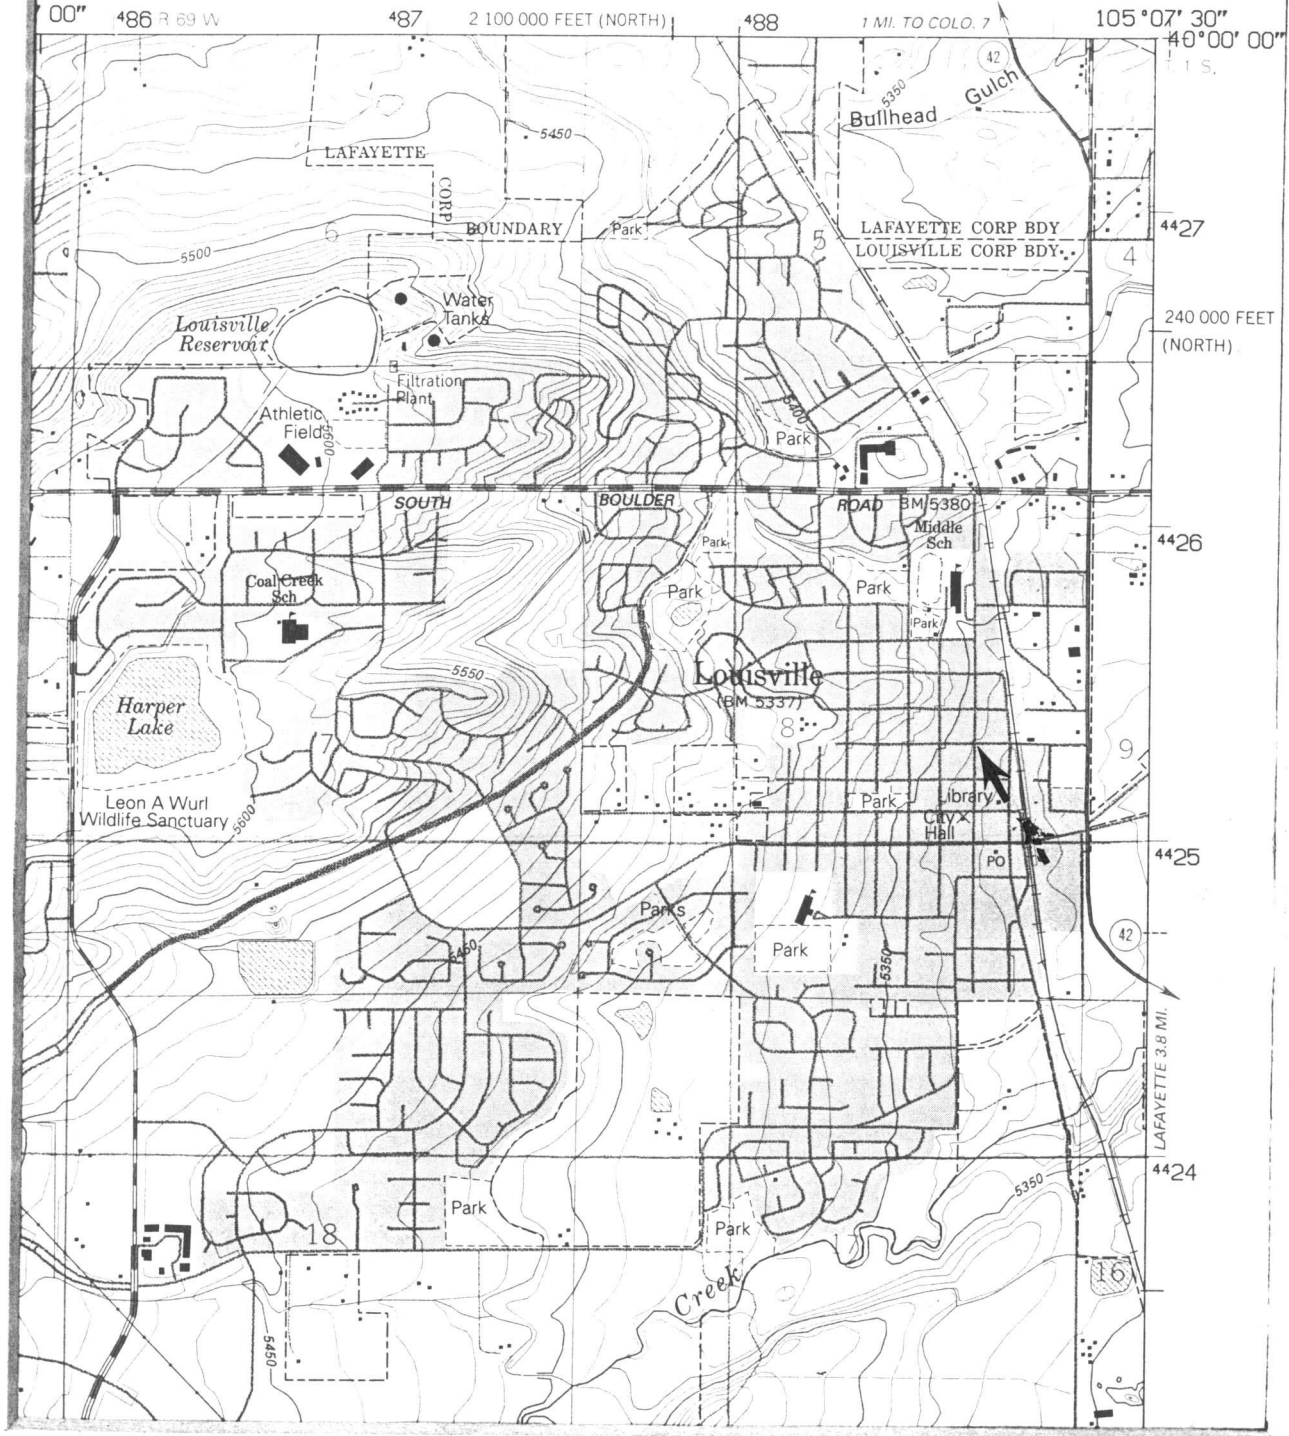 00" 486 R 69 W 487 2 100 000 FEET (NORTH) 488 1 MI. TO COLO. 7 105° 07' 30"
40° 00' 00"
T. 1 S.
42
Gulch
5350
Bullhead
5450
LAFAYETTE
CORP
BOUNDARY
Park
6
5
LAFAYETTE CORP BDY
LOUISVILLE CORP BDY
4427
4
5500
Water
Tanks
Louisville
Reservoir
240 000 FEET
(NORTH)
Filtration
Plant
5400
Athletic
Field
5600
Park
SOUTH BOULDER ROAD BM 5380
Middle
Sch
4426
Park
Coal Creek
Sch
Park
Park
Park
5550
Louisville
(BM 5337)
Harper
Lake
7
8
9
Leon A Wurl
Wildlife Sanctuary
5600
Park
Library
City
Hall
PO
4425
Parks
Park
5450
5350
42
LAFAYETTE 3.8 MI.
4424
5350
Park
Park
18
17
16
Creek
5450